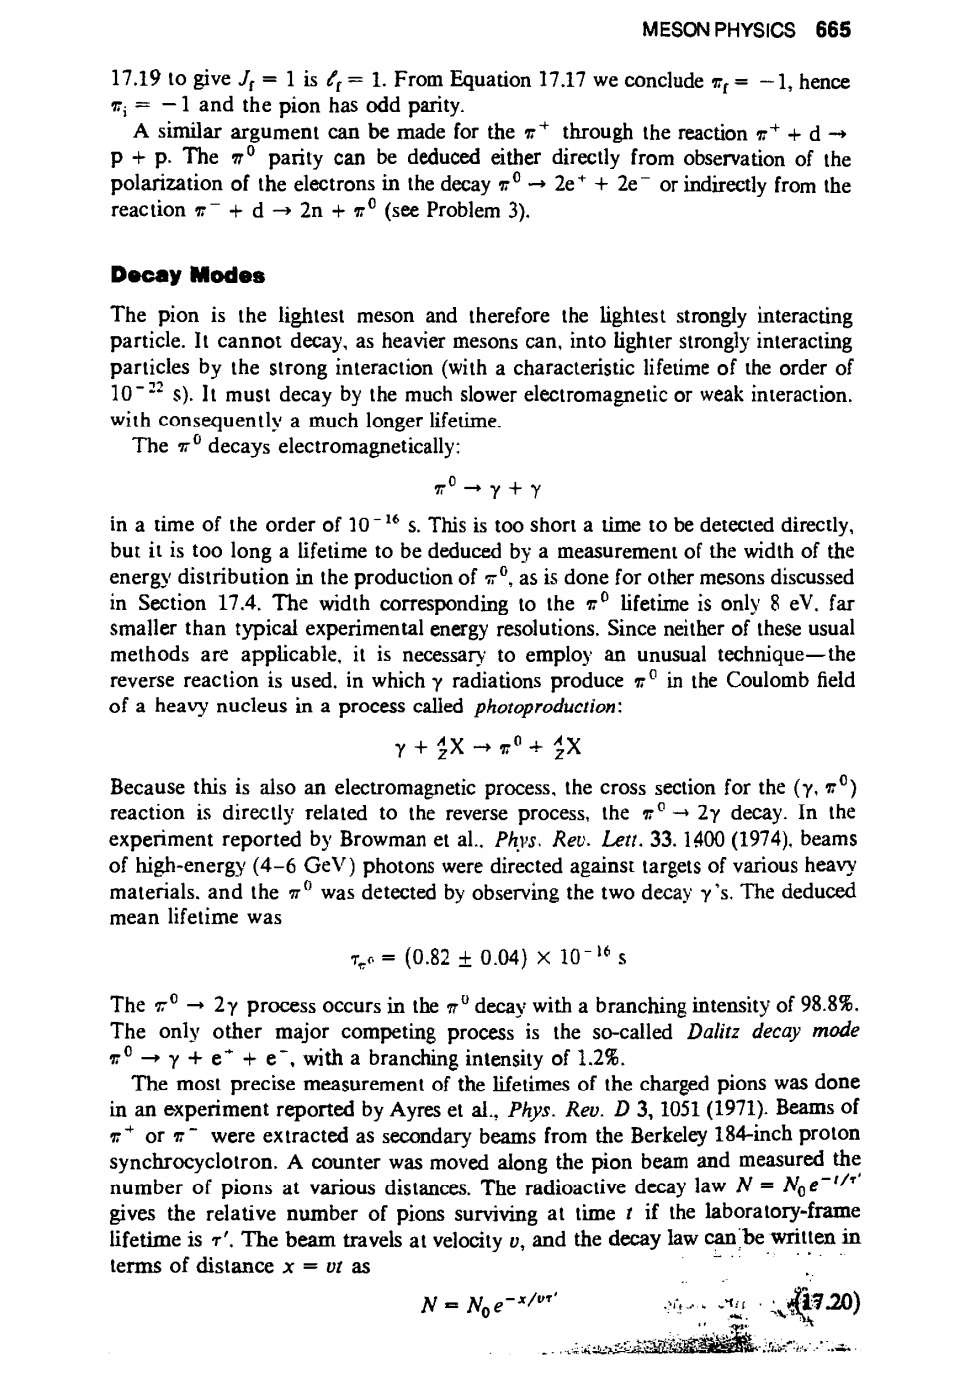 MESON PHYSICS 665
17.19 to give J_f = 1 is ℓ_f = 1. From Equation 17.17 we conclude π_f = −1, hence
π_i = −1 and the pion has odd parity.
A similar argument can be made for the π⁺ through the reaction π⁺ + d →
p + p. The π⁰ parity can be deduced either directly from observation of the
polarization of the electrons in the decay π⁰ → 2e⁺ + 2e⁻ or indirectly from the
reaction π⁻ + d → 2n + π⁰ (see Problem 3).
Decay Modes
The pion is the lightest meson and therefore the lightest strongly interacting
particle. It cannot decay, as heavier mesons can, into lighter strongly interacting
particles by the strong interaction (with a characteristic lifetime of the order of
10⁻²² s). It must decay by the much slower electromagnetic or weak interaction.
with consequently a much longer lifetime.
The π⁰ decays electromagnetically:
π⁰ → γ + γ
in a time of the order of 10⁻¹⁶ s. This is too short a time to be detected directly,
but it is too long a lifetime to be deduced by a measurement of the width of the
energy distribution in the production of π⁰, as is done for other mesons discussed
in Section 17.4. The width corresponding to the π⁰ lifetime is only 8 eV. far
smaller than typical experimental energy resolutions. Since neither of these usual
methods are applicable, it is necessary to employ an unusual technique—the
reverse reaction is used. in which γ radiations produce π⁰ in the Coulomb field
of a heavy nucleus in a process called photoproduction:
γ + ᴬ_Z X → π⁰ + ᴬ_Z X
Because this is also an electromagnetic process, the cross section for the (γ, π⁰)
reaction is directly related to the reverse process, the π⁰ → 2γ decay. In the
experiment reported by Browman et al., Phys. Rev. Lett. 33. 1400 (1974), beams
of high-energy (4–6 GeV) photons were directed against targets of various heavy
materials. and the π⁰ was detected by observing the two decay γ's. The deduced
mean lifetime was
τ_π⁰ = (0.82 ± 0.04) × 10⁻¹⁶ s
The π⁰ → 2γ process occurs in the π⁰ decay with a branching intensity of 98.8%.
The only other major competing process is the so-called Dalitz decay mode
π⁰ → γ + e⁺ + e⁻, with a branching intensity of 1.2%.
The most precise measurement of the lifetimes of the charged pions was done
in an experiment reported by Ayres et al., Phys. Rev. D 3, 1051 (1971). Beams of
π⁺ or π⁻ were extracted as secondary beams from the Berkeley 184-inch proton
synchrocyclotron. A counter was moved along the pion beam and measured the
number of pions at various distances. The radioactive decay law N = N₀e^(−t/τ′)
gives the relative number of pions surviving at time t if the laboratory-frame
lifetime is τ′. The beam travels at velocity v, and the decay law can be written in
terms of distance x = vt as
N = N₀e^(−x/vτ′) (17.20)